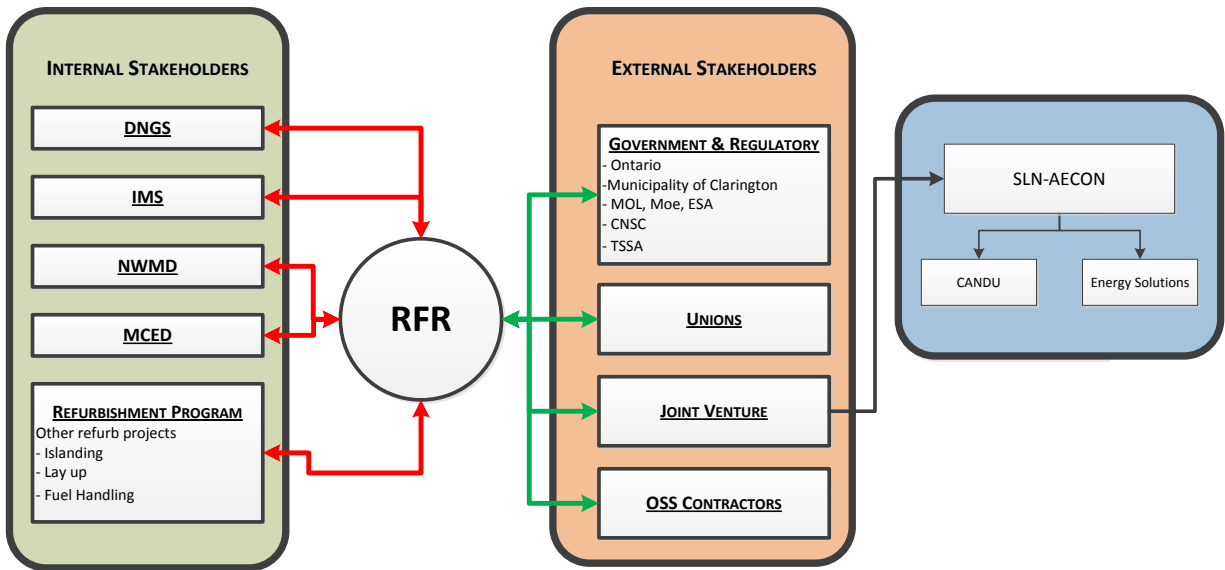 INTERNAL STAKEHOLDERS
DNGS
IMS
NWMD
MCED
REFURBISHMENT PROGRAM
Other refurb projects
- Islanding
- Lay up
- Fuel Handling
RFR
EXTERNAL STAKEHOLDERS
GOVERNMENT & REGULATORY
- Ontario
-Municipality of Clarington
- MOL, Moe, ESA
- CNSC
- TSSA
UNIONS
JOINT VENTURE
OSS CONTRACTORS
SLN-AECON
CANDU
Energy Solutions